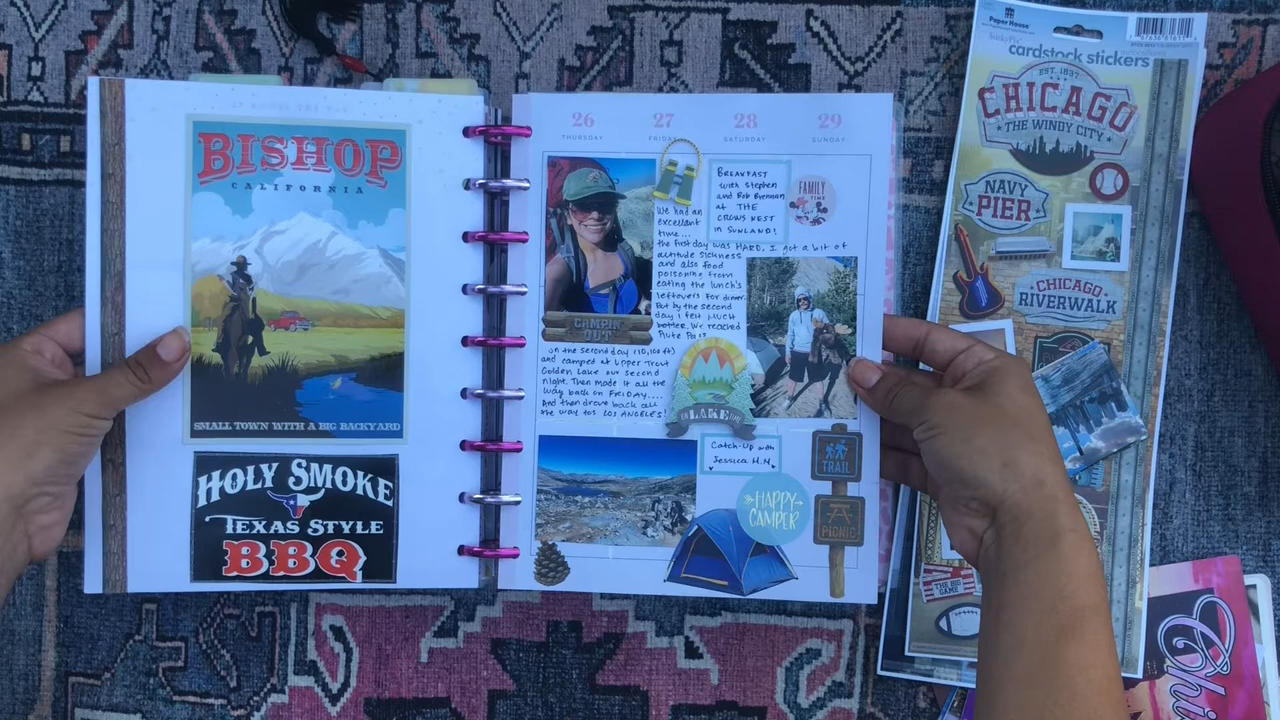 BISHOP
CALIFORNIA
SMALL TOWN WITH A BIG BACKYARD
HOLY SMOKE
TEXAS STYLE
BBQ
26 27 28 29
THURSDAY FRIDAY SATURDAY SUNDAY
CAMPIN'
OUT
BREAKFAST
with Stephen
and Rob Brennan
at THE
CROWS NEST
IN SUNLAND!
FAMILY
TIME
We had an
excellent
time...
the first day was HARD, I got a bit of
altitude sickness
and also food
poisoning from
eating the lunch's
leftovers for dinner.
But by the second
day I felt MUCH
better. We reached
Piute Pass
on the second day (10,100 ft)
and camped at Upper Trout
Golden Lake our second
night. Then made it all the
way back on FRIDAY....
And then drove back all
the way tos LOS ANGELES!
LAKE
Catch-Up with
Jessica M.M.
HAPPY
CAMPER
TRAIL
PICNIC
Paper House
StickyPix
cardstock stickers
EST. 1837
CHICAGO
THE WINDY CITY
NAVY
PIER
CHICAGO
RIVERWALK
THE BIG
GAME
Chi